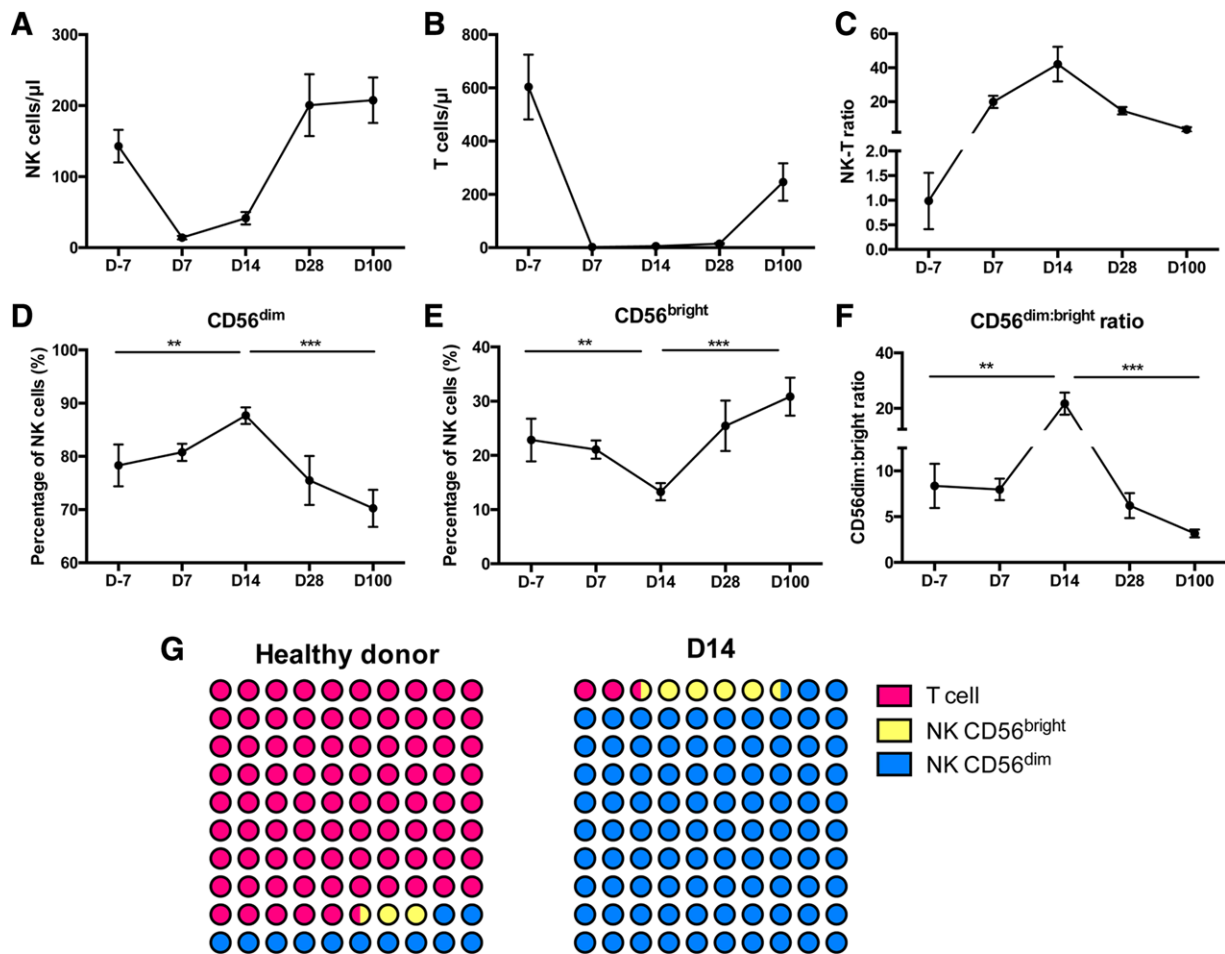 A
NK cells/µl
300
200
100
0
D-7 D7 D14 D28 D100
B
T cells/µl
800
600
400
200
0
D-7 D7 D14 D28 D100
C
NK-T ratio
60
40
20
2.0
1.5
1.0
0.5
0.0
D-7 D7 D14 D28 D100
D
CD56dim
Percentage of NK cells (%)
100
90
80
70
60
** ***
D-7 D7 D14 D28 D100
E
CD56bright
Percentage of NK cells (%)
40
30
20
10
0
** ***
D-7 D7 D14 D28 D100
F
CD56dim:bright ratio
CD56dim:bright ratio
40
20
10
5
0
** ***
D-7 D7 D14 D28 D100
G
Healthy donor
D14
T cell
NK CD56bright
NK CD56dim